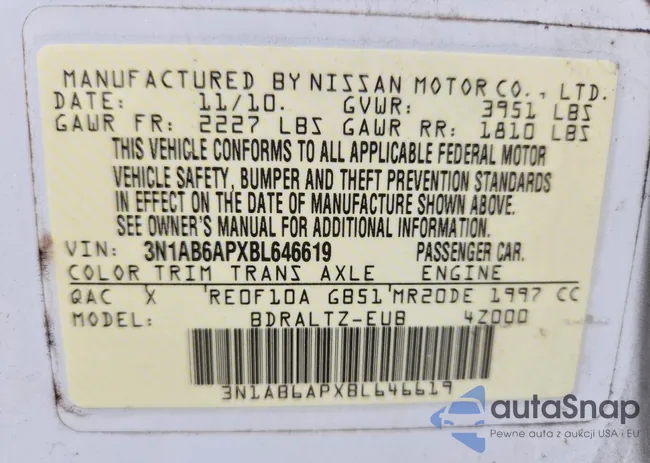 MANUFACTURED BY NISSAN MOTOR CO., LTD.
DATE: 11/10. GVWR: 3951 LBS
GAWR FR: 2227 LBS GAWR RR: 1810 LBS
THIS VEHICLE CONFORMS TO ALL APPLICABLE FEDERAL MOTOR
VEHICLE SAFETY, BUMPER AND THEFT PREVENTION STANDARDS
IN EFFECT ON THE DATE OF MANUFACTURE SHOWN ABOVE.
SEE OWNER'S MANUAL FOR ADDITIONAL INFORMATION.
VIN: 3N1AB6APXBL646619 PASSENGER CAR.
COLOR TRIM TRANS AXLE ENGINE
QAC X 'RE0F10A GB51'MR20DE 1997 CC
MODEL: BDRALTZ-EUB 4Z000
3N1AB6APXBL646619
autaSnap
Pewne auta z aukcji USA i EU